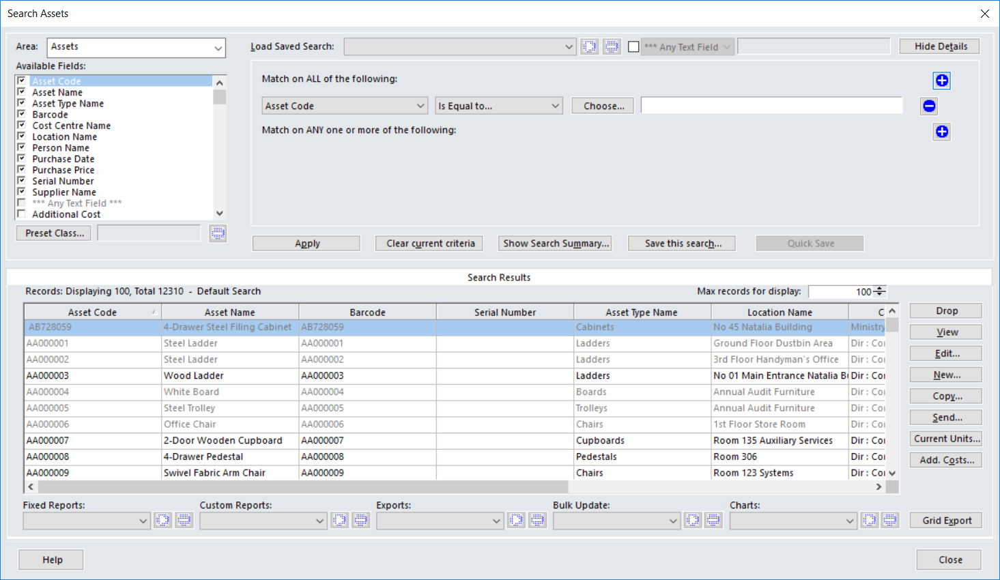 Search Assets
Area: Assets
Load Saved Search: *** Any Text Field Hide Details
Available Fields:
Asset Code
Asset Name
Asset Type Name
Barcode
Cost Centre Name
Location Name
Person Name
Purchase Date
Purchase Price
Serial Number
Supplier Name
*** Any Text Field ***
Additional Cost
Preset Class...
Match on ALL of the following:
Asset Code Is Equal to... Choose...
Match on ANY one or more of the following:
Apply Clear current criteria Show Search Summary... Save this search... Quick Save
Search Results
Records: Displaying 100, Total 12310 - Default Search Max records for display: 100
Asset Code Asset Name Barcode Serial Number Asset Type Name Location Name C
AB728059 4-Drawer Steel Filing Cabinet AB728059 Cabinets No 45 Natalia Building Ministry
AA000001 Steel Ladder AA000001 Ladders Ground Floor Dustbin Area Dir : Cor
AA000002 Steel Ladder AA000002 Ladders 3rd Floor Handyman`s Office Dir : Cor
AA000003 Wood Ladder AA000003 Ladders No 01 Main Entrance Natalia Bu Dir : Cor
AA000004 White Board AA000004 Boards Annual Audit Furniture Dir : Cor
AA000005 Steel Trolley AA000005 Trolleys Annual Audit Furniture Dir : Cor
AA000006 Office Chair AA000006 Chairs 1st Floor Store Room Dir : Cor
AA000007 2-Door Wooden Cupboard AA000007 Cupboards Room 135 Auxiliary Services Dir : Cor
AA000008 4-Drawer Pedestal AA000008 Pedestals Room 306 Dir : Cor
AA000009 Swivel Fabric Arm Chair AA000009 Chairs Room 123 Systems Dir : Cor
Drop
View
Edit...
New...
Copy...
Send...
Current Units...
Add. Costs...
Fixed Reports: Custom Reports: Exports: Bulk Update: Charts:
Grid Export
Help Close